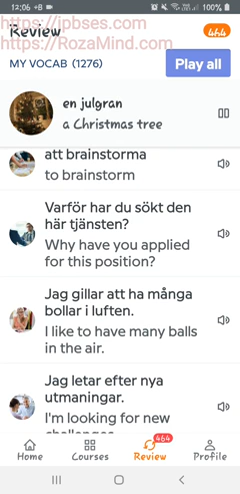 12:06 +B
84%
https://jpbses.com
Review
464
https://RozaMind.com
MY VOCAB (1276)
Play all
en julgran
a Christmas tree
att brainstorma
to brainstorm
Varför har du sökt den
här tjänsten?
Why have you applied
for this position?
Jag gillar att ha många
bollar i luften.
I like to have many balls
in the air.
Jag letar efter nya
utmaningar.
I'm looking for new
challenges.
464
Home
Courses
Review
Profile